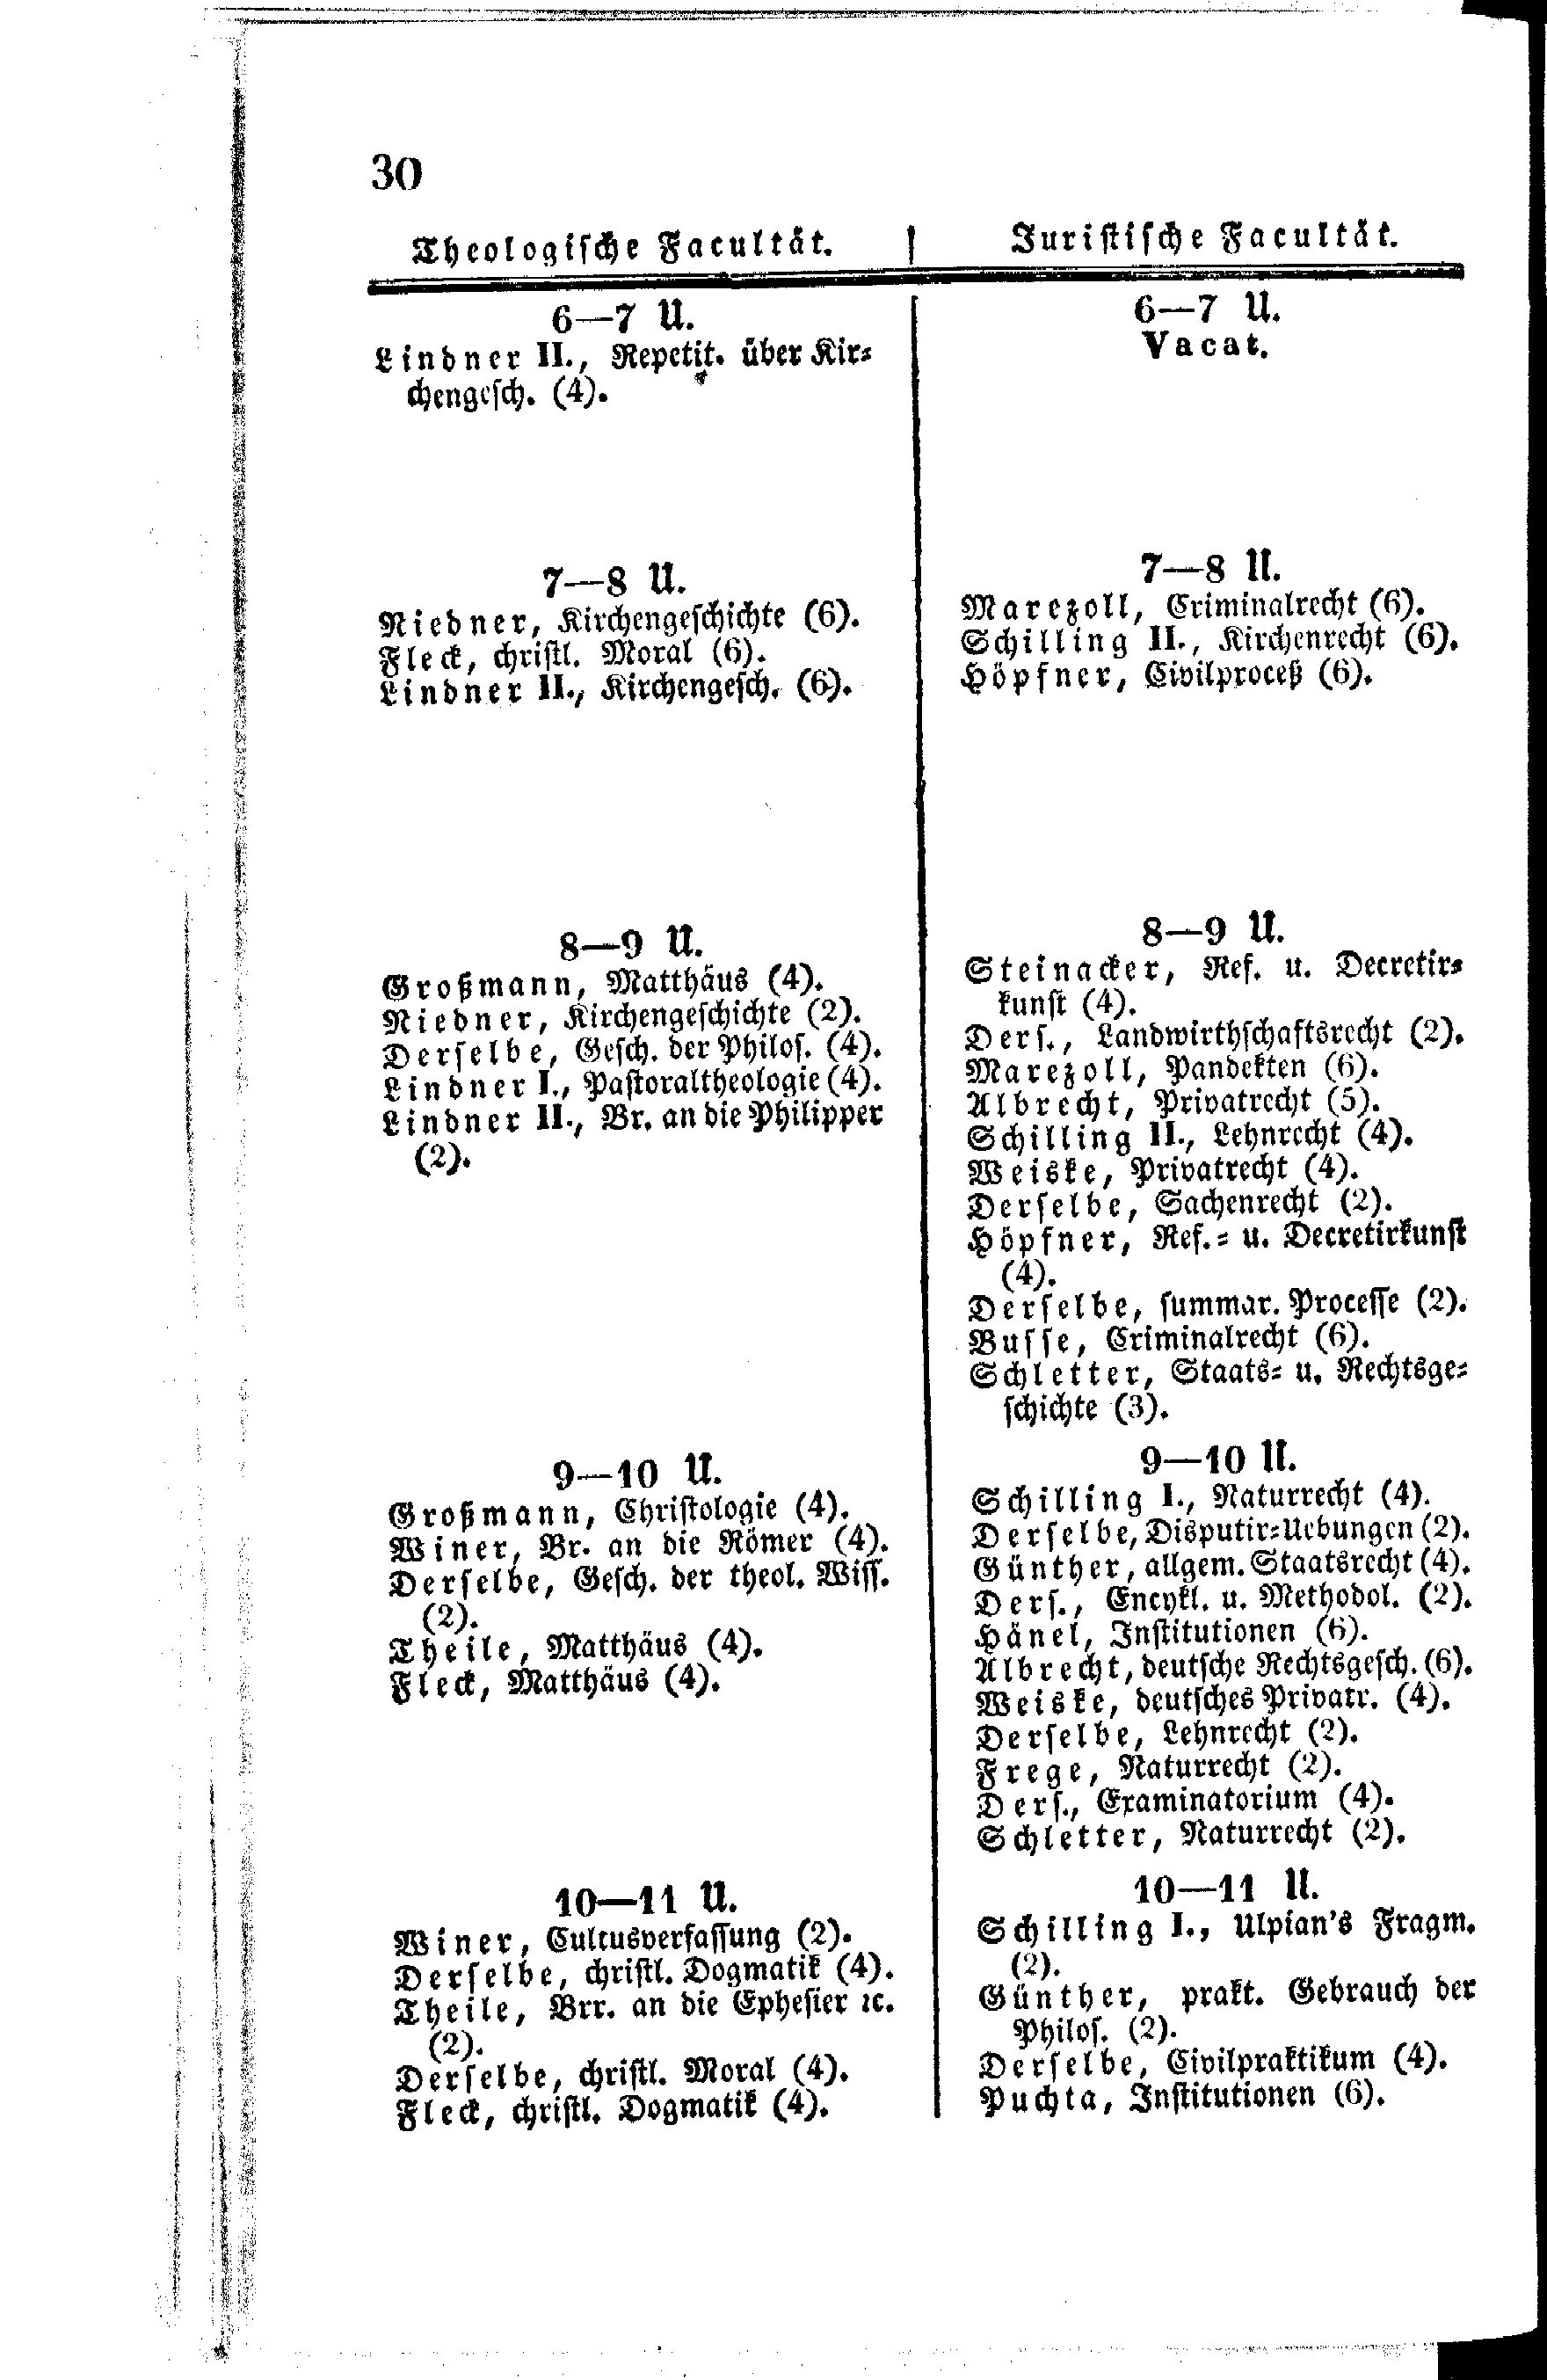 30
Theologische Facultät.
6—7 U.
Lindner II., Repetit. über Kir-
chengesch. (4).
7—8 U.
Niedner, Kirchengeschichte (6).
Fleck, christl. Moral (6).
Lindner II., Kirchengesch. (6).
8—9 U.
Großmann, Matthäus (4).
Niedner, Kirchengeschichte (2).
Derselbe, Gesch. der Philos. (4).
Lindner I., Pastoraltheologie (4).
Lindner II., Br. an die Philipper
(2).
9—10 U.
Großmann, Christologie (4).
Winer, Br. an die Römer (4).
Derselbe, Gesch. der theol. Wiss.
(2).
Theile, Matthäus (4).
Fleck, Matthäus (4).
10—11 U.
Winer, Cultusverfassung (2).
Derselbe, christl. Dogmatik (4).
Theile, Brr. an die Ephesier ꝛc.
(2).
Derselbe, christl. Moral (4).
Fleck, christl. Dogmatik (4).
Juristische Facultät.
6—7 U.
Vacat.
7—8 U.
Marezoll, Criminalrecht (6).
Schilling II., Kirchenrecht (6).
Höpfner, Civilproceß (6).
8—9 U.
Steinacker, Ref. u. Decretir-
kunst (4).
Ders., Landwirthschaftsrecht (2).
Marezoll, Pandekten (6).
Albrecht, Privatrecht (5).
Schilling II., Lehnrecht (4).
Weiske, Privatrecht (4).
Derselbe, Sachenrecht (2).
Höpfner, Ref.- u. Decretirkunst
(4).
Derselbe, summar. Processe (2).
Busse, Criminalrecht (6).
Schletter, Staats- u. Rechtsge-
schichte (3).
9—10 U.
Schilling I., Naturrecht (4).
Derselbe, Disputir-Uebungen (2).
Günther, allgem. Staatsrecht (4).
Ders., Encykl. u. Methodol. (2).
Hänel, Institutionen (6).
Albrecht, deutsche Rechtsgesch. (6).
Weiske, deutsches Privatr. (4).
Derselbe, Lehnrecht (2).
Frege, Naturrecht (2).
Ders., Examinatorium (4).
Schletter, Naturrecht (2).
10—11 U.
Schilling I., Ulpian's Fragm.
(2).
Günther, prakt. Gebrauch der
Philos. (2).
Derselbe, Civilpraktikum (4).
Puchta, Institutionen (6).